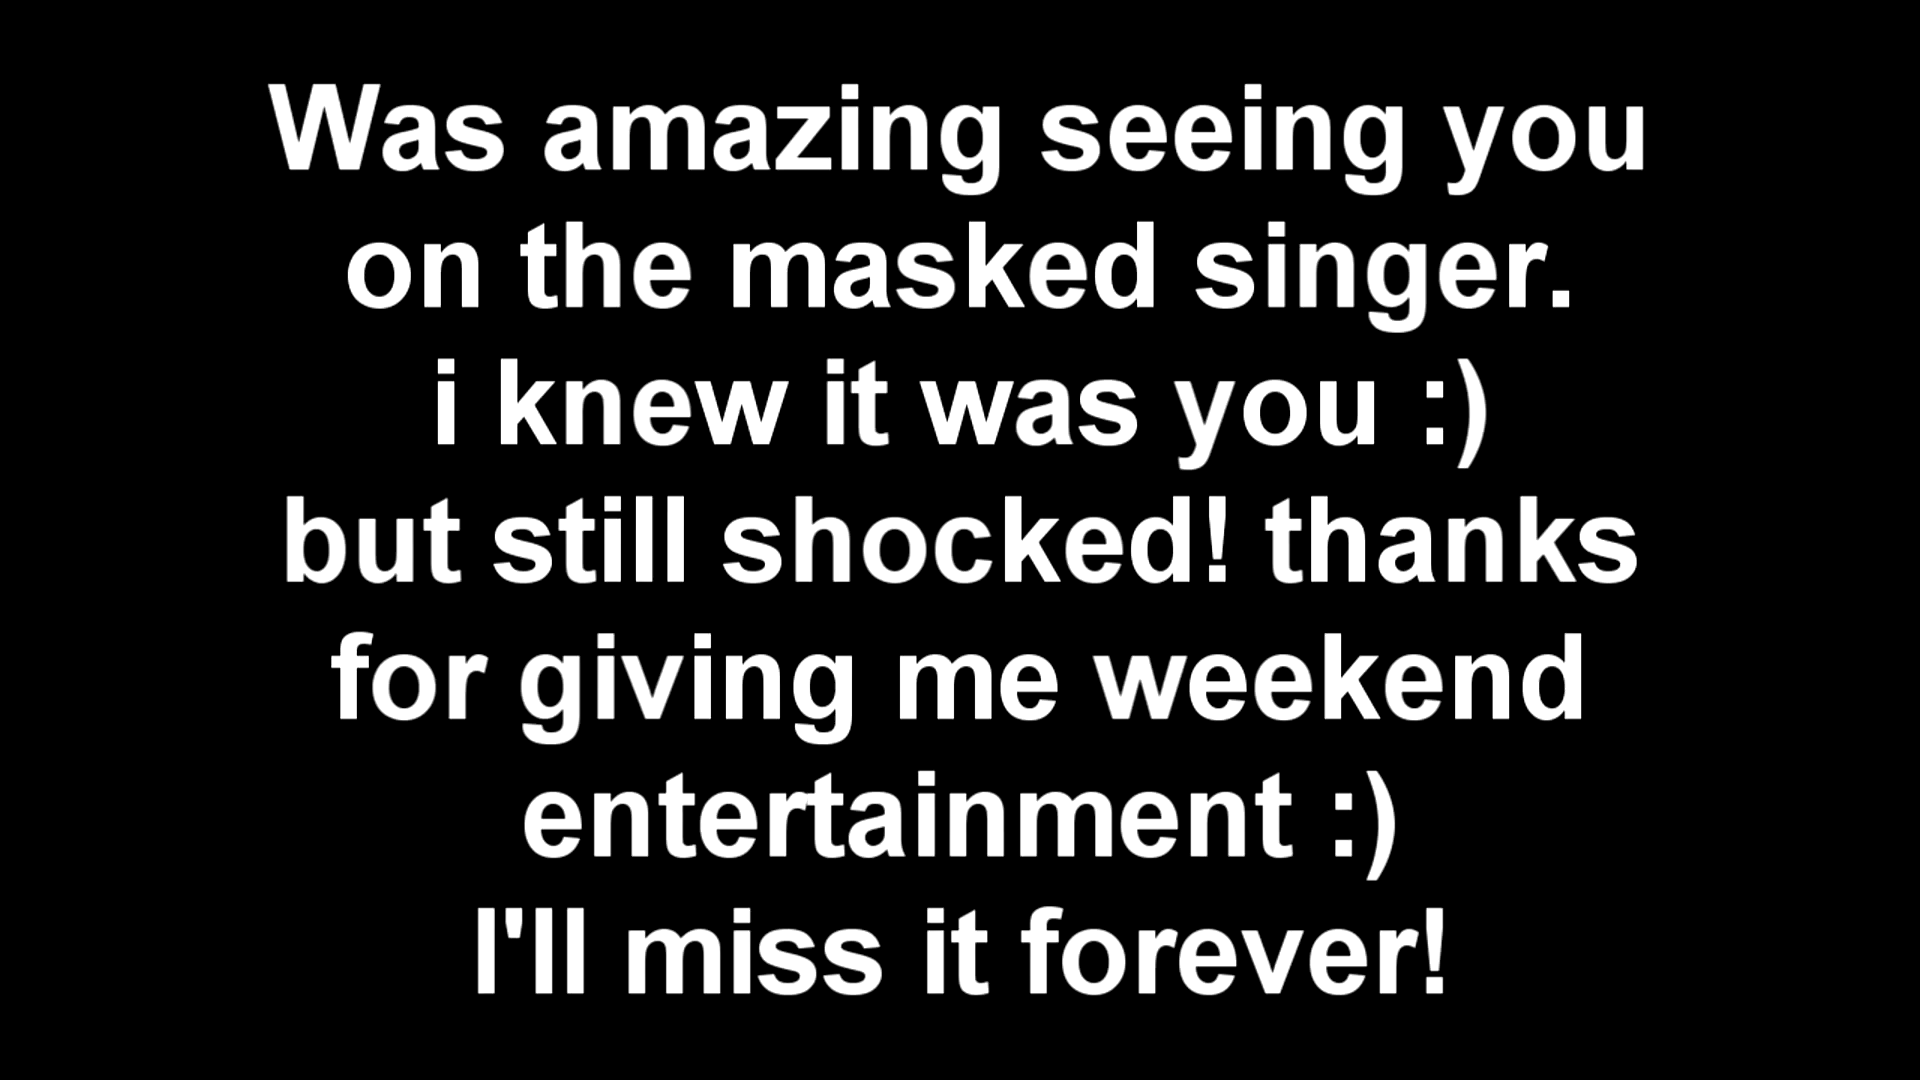 Was amazing seeing you
on the masked singer.
i knew it was you :)
but still shocked! thanks
for giving me weekend
entertainment :)
I'll miss it forever!